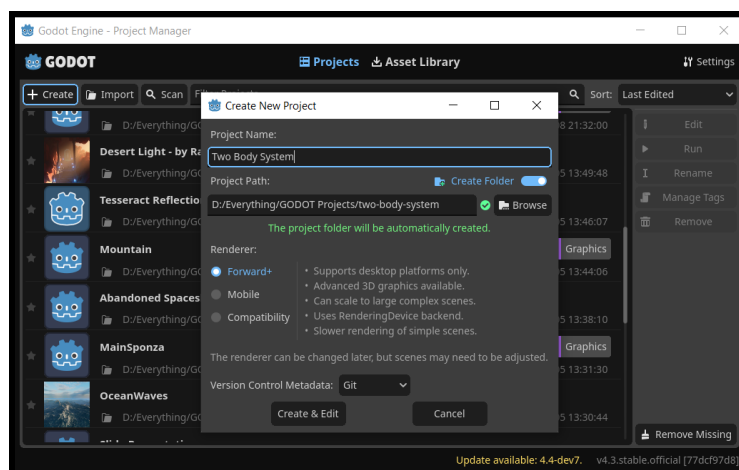 Godot Engine - Project Manager
GODOT
Projects
Asset Library
Settings
Create
Import
Scan
Sort:
Last Edited
Create New Project
Project Name:
Two Body System
Project Path:
Create Folder
D:/Everything/GODOT Projects/two-body-system
Browse
The project folder will be automatically created.
Renderer:
Forward+
Mobile
Compatibility
• Supports desktop platforms only.
• Advanced 3D graphics available.
• Can scale to large complex scenes.
• Uses RenderingDevice backend.
• Slower rendering of simple scenes.
The renderer can be changed later, but scenes may need to be adjusted.
Version Control Metadata:
Git
Create & Edit
Cancel
D:/Everything/GO
8 21:32:00
Desert Light - by Ra
D:/Everything/GO
5 13:49:48
Tesseract Reflectio
D:/Everything/GO
5 13:46:07
Mountain
Graphics
D:/Everything/GO
5 13:44:06
Abandoned Spaces
D:/Everything/GO
5 13:38:10
MainSponza
Graphics
D:/Everything/GO
5 13:31:30
OceanWaves
D:/Everything/GO
5 13:30:44
Edit
Run
Rename
Manage Tags
Remove
Remove Missing
Update available: 4.4-dev7.
v4.3.stable.official [77dcf97d8]